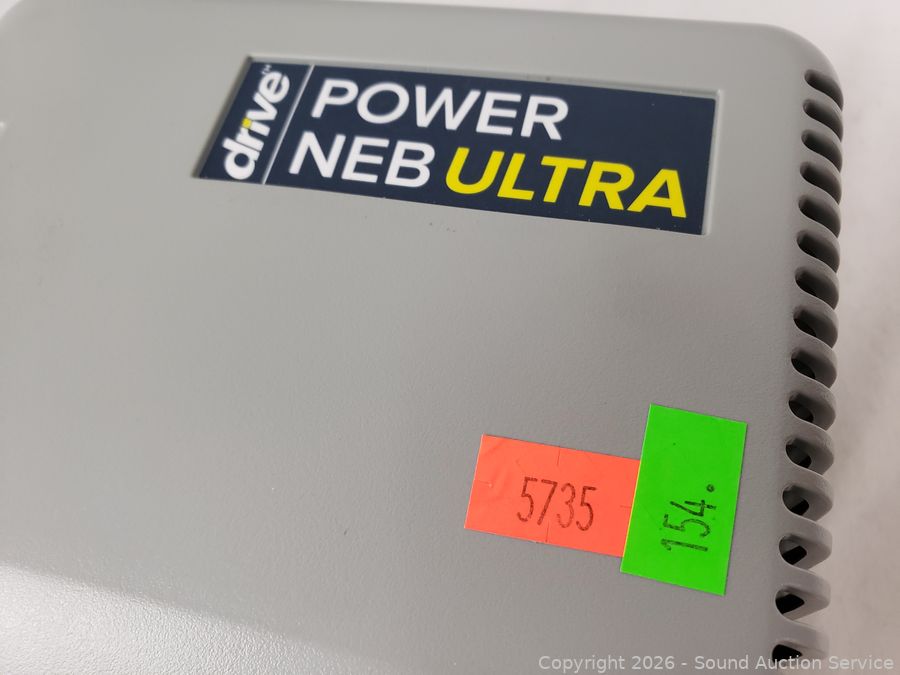 drive
POWER
NEB ULTRA
5735
154.
Copyright 2026 - Sound Auction Service